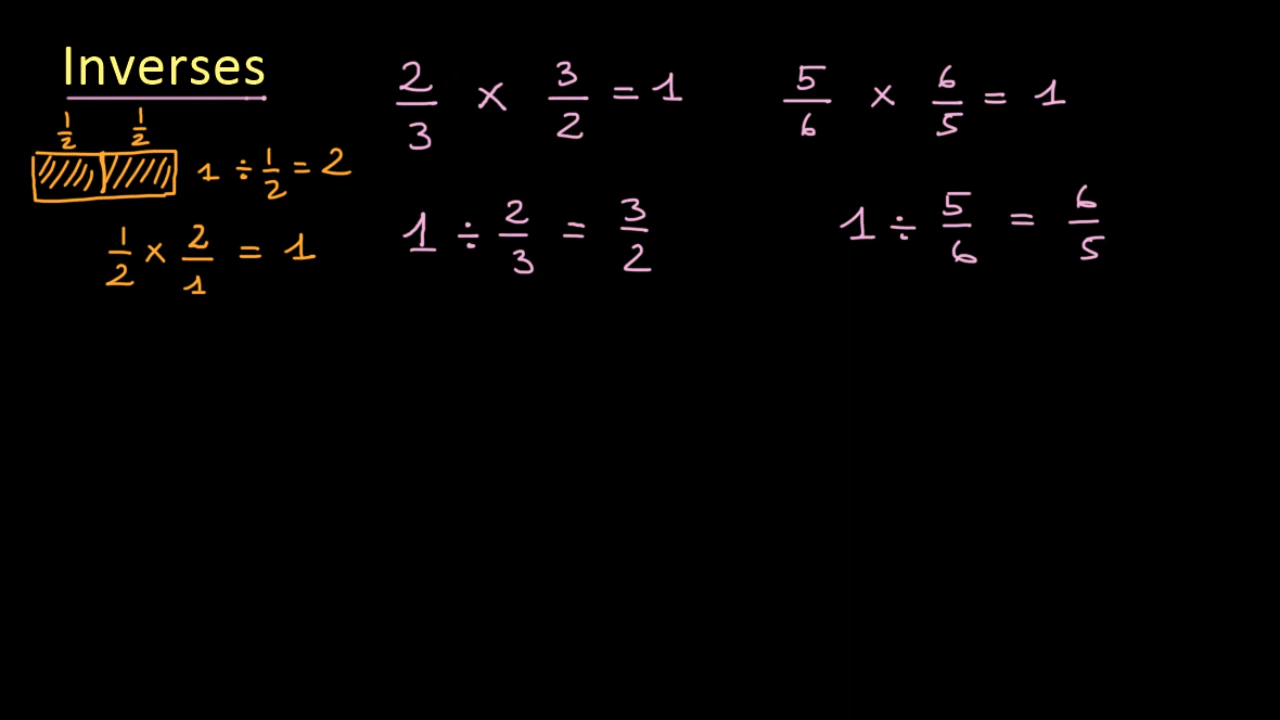 Inverses
1/2 1/2
1 ÷ 1/2 = 2
1/2 × 2/1 = 1
2/3 × 3/2 = 1
1 ÷ 2/3 = 3/2
5/6 × 6/5 = 1
1 ÷ 5/6 = 6/5